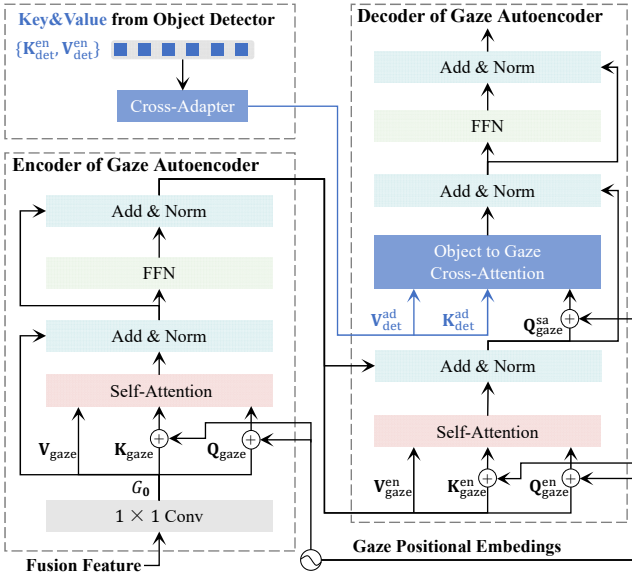 Key&Value from Object Detector
{K^en_det, V^en_det}
Cross-Adapter
Encoder of Gaze Autoencoder
Add & Norm
FFN
Add & Norm
Self-Attention
V_gaze
K_gaze
Q_gaze
G_0
1 × 1 Conv
Fusion Feature
Decoder of Gaze Autoencoder
Add & Norm
FFN
Add & Norm
Object to Gaze
Cross-Attention
V^ad_det
K^ad_det
Q^sa_gaze
Add & Norm
Self-Attention
V^en_gaze
K^en_gaze
Q^en_gaze
Gaze Positional Embedings